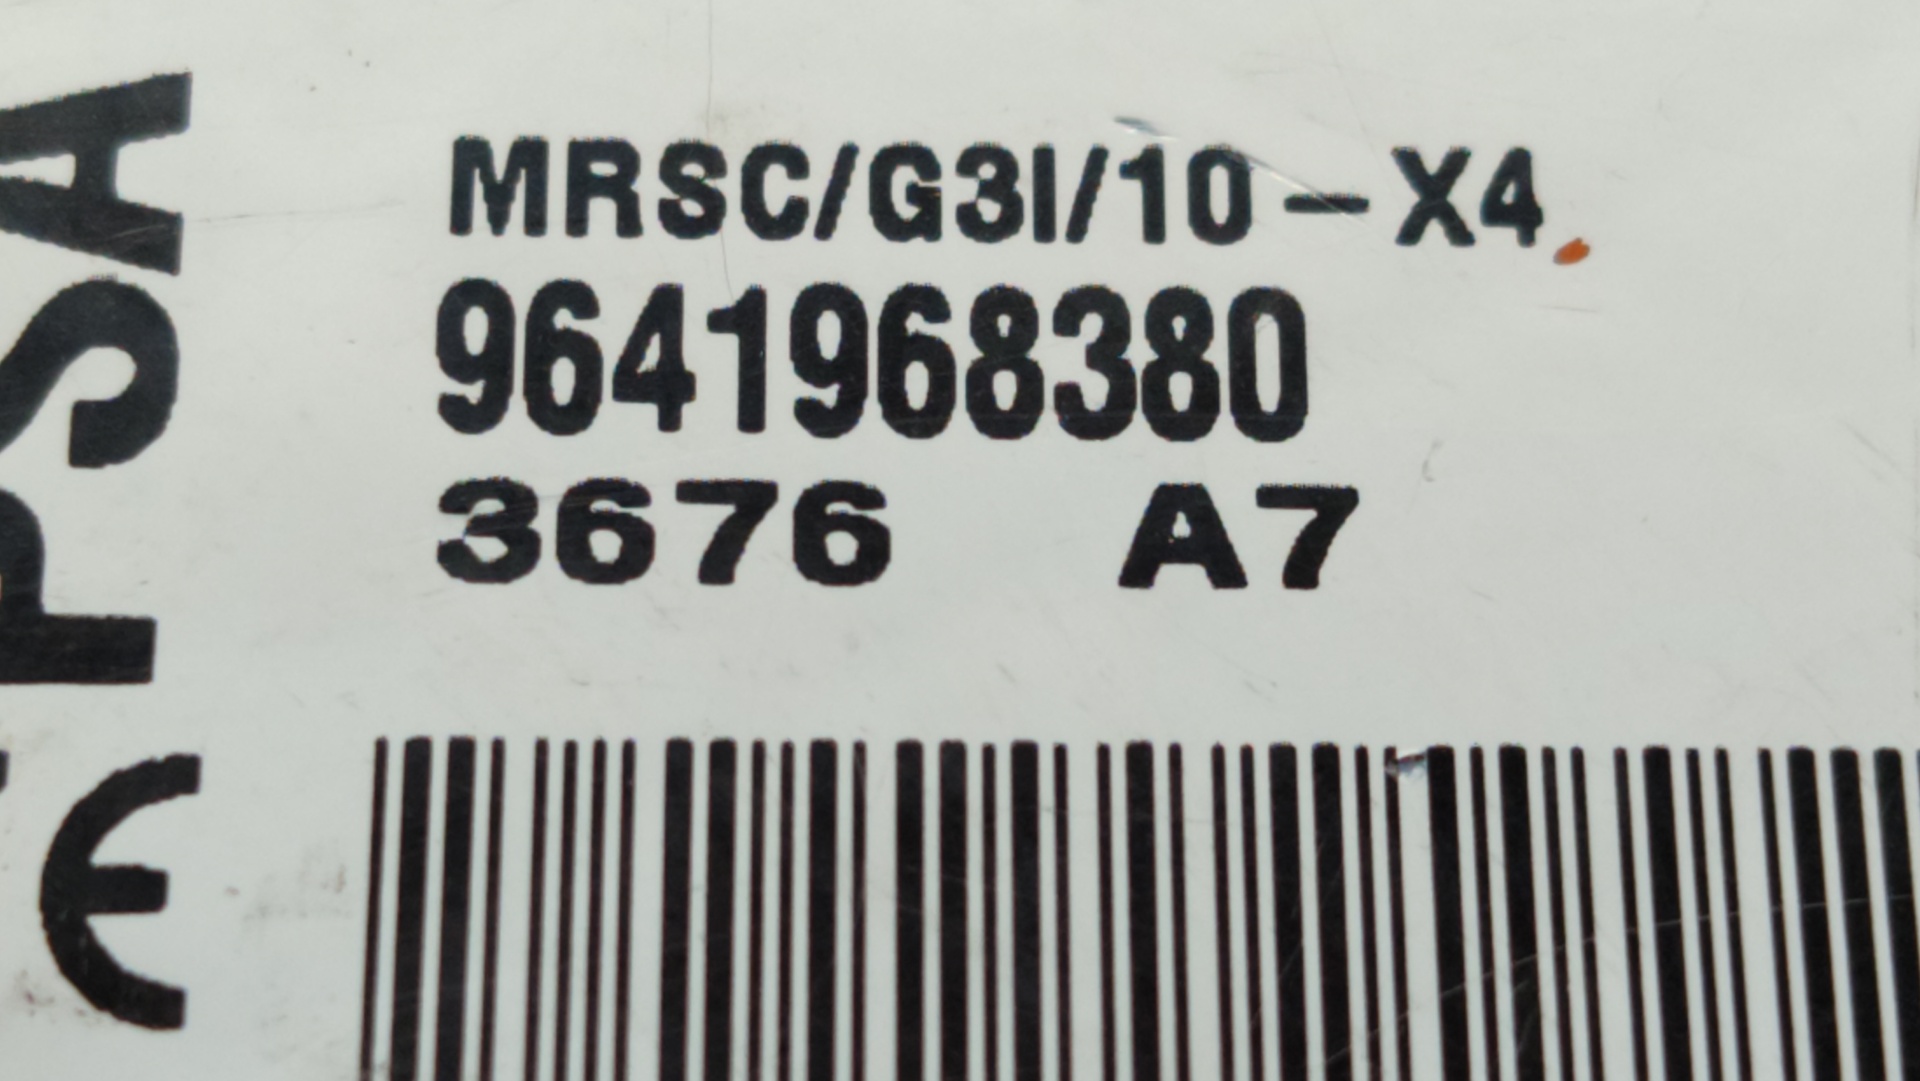 PSA
CE
MRSC/G3I/10-X4
9641968380
3676 A7